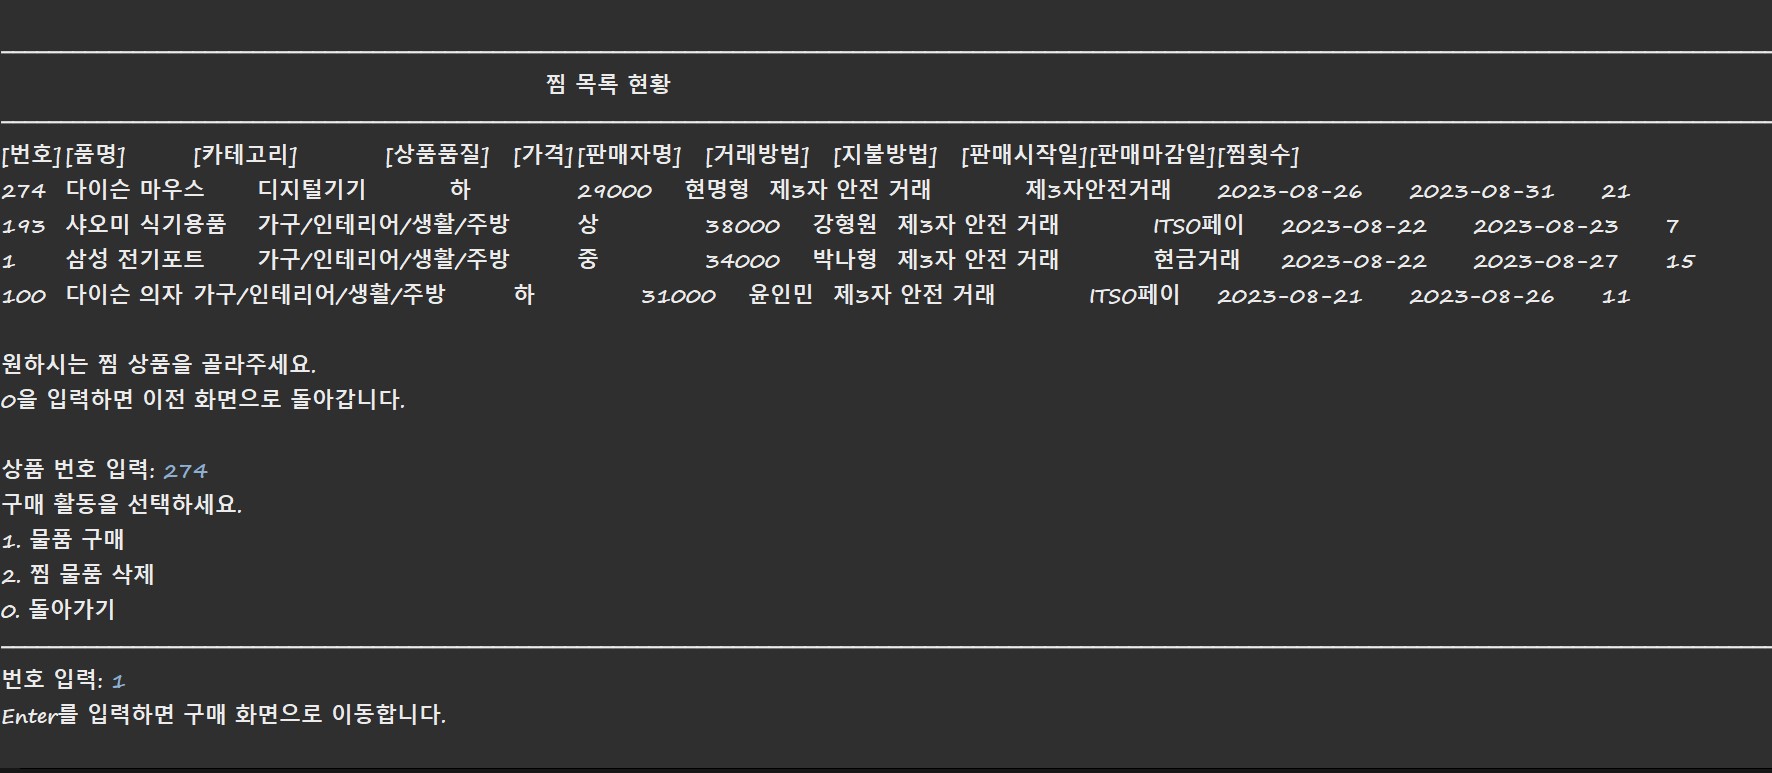 찜 목록 현황
[번호][품명] [카테고리] [상품품질] [가격][판매자명] [거래방법] [지불방법] [판매시작일][판매마감일][찜횟수]
274 다이슨 마우스 디지털기기 하 29000 현명형 제3자 안전 거래 제3자안전거래 2023-08-26 2023-08-31 21
193 샤오미 식기용품 가구/인테리어/생활/주방 상 38000 강형원 제3자 안전 거래 ITSO페이 2023-08-22 2023-08-23 7
1 삼성 전기포트 가구/인테리어/생활/주방 중 34000 박나형 제3자 안전 거래 현금거래 2023-08-22 2023-08-27 15
100 다이슨 의자 가구/인테리어/생활/주방 하 31000 윤인민 제3자 안전 거래 ITSO페이 2023-08-21 2023-08-26 11
원하시는 찜 상품을 골라주세요.
0을 입력하면 이전 화면으로 돌아갑니다.
상품 번호 입력: 274
구매 활동을 선택하세요.
1. 물품 구매
2. 찜 물품 삭제
0. 돌아가기
번호 입력: 1
Enter를 입력하면 구매 화면으로 이동합니다.